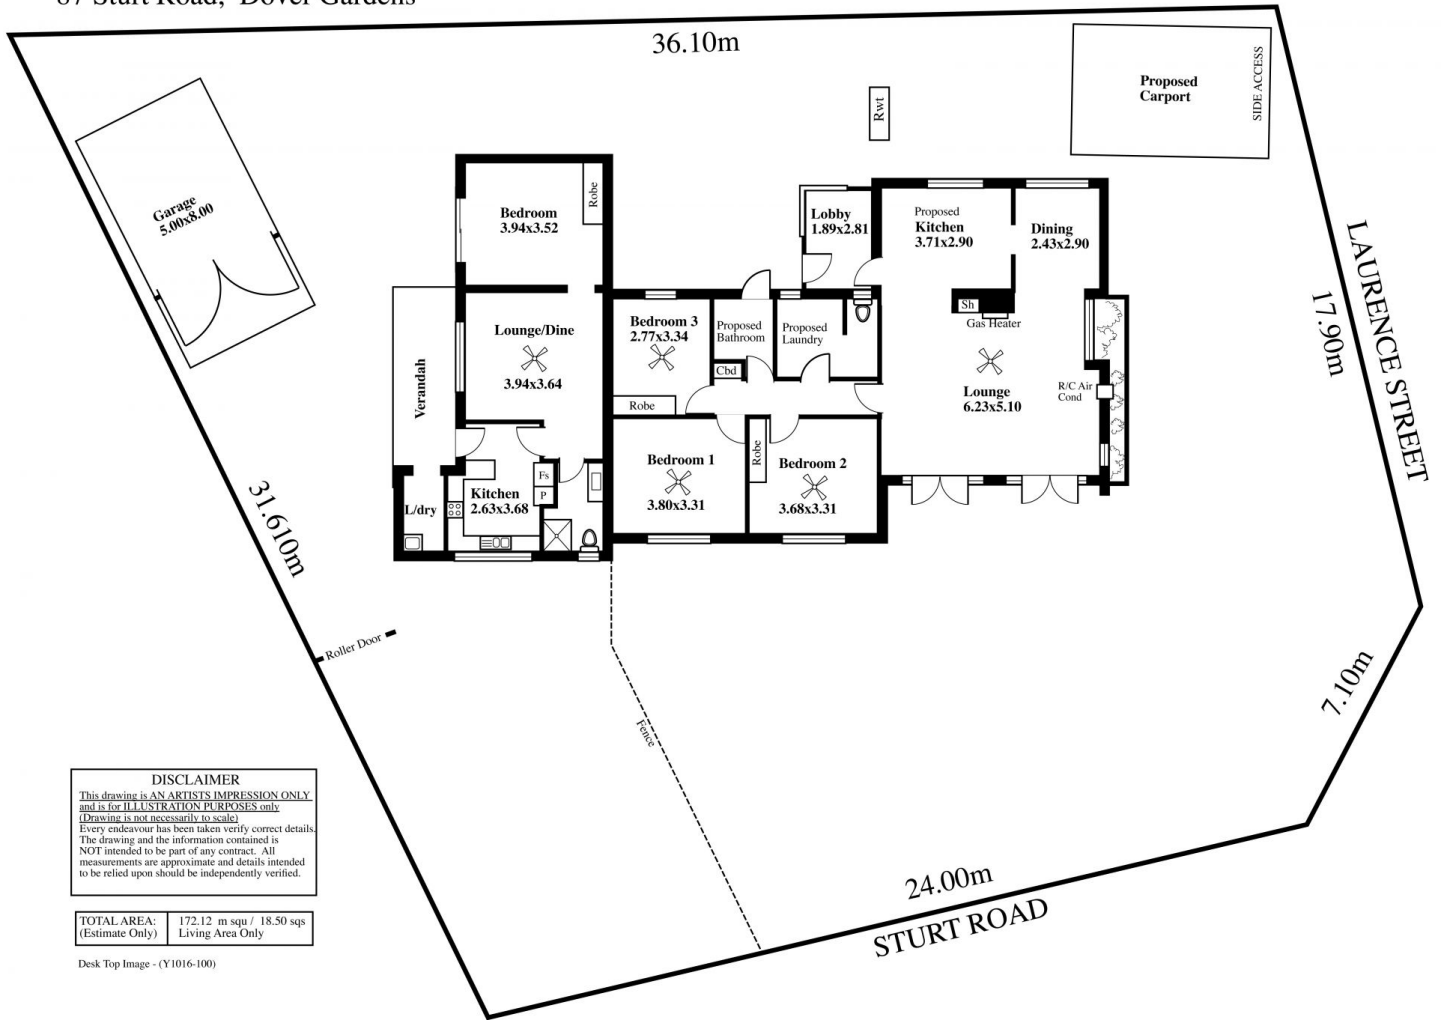 87 Sturt Road, Dover Gardens
36.10m
Proposed
Carport
SIDE ACCESS
Rwt
Garage
5.00x8.00
Bedroom
3.94x3.52
Robe
Lobby
1.89x2.81
Proposed
Kitchen
3.71x2.90
Dining
2.43x2.90
LAURENCE STREET
17.90m
Sh
Gas Heater
Lounge/Dine
3.94x3.64
Verandah
Bedroom 3
2.77x3.34
Robe
Proposed
Bathroom
Cbd
Proposed
Laundry
Lounge
6.23x5.10
R/C Air
Cond
Bedroom 1
3.80x3.31
Robe
Bedroom 2
3.68x3.31
Fs
P
Kitchen
2.63x3.68
L/dry
31.610m
Roller Door
Fence
7.10m
24.00m
STURT ROAD
DISCLAIMER
This drawing is AN ARTISTS IMPRESSION ONLY
and is for ILLUSTRATION PURPOSES only
(Drawing is not necessarily to scale)
Every endeavour has been taken verify correct details.
The drawing and the information contained is
NOT intended to be part of any contract. All
measurements are approximate and details intended
to be relied upon should be independently verified.
TOTAL AREA: 172.12 m squ / 18.50 sqs
(Estimate Only) Living Area Only
Desk Top Image - (Y1016-100)